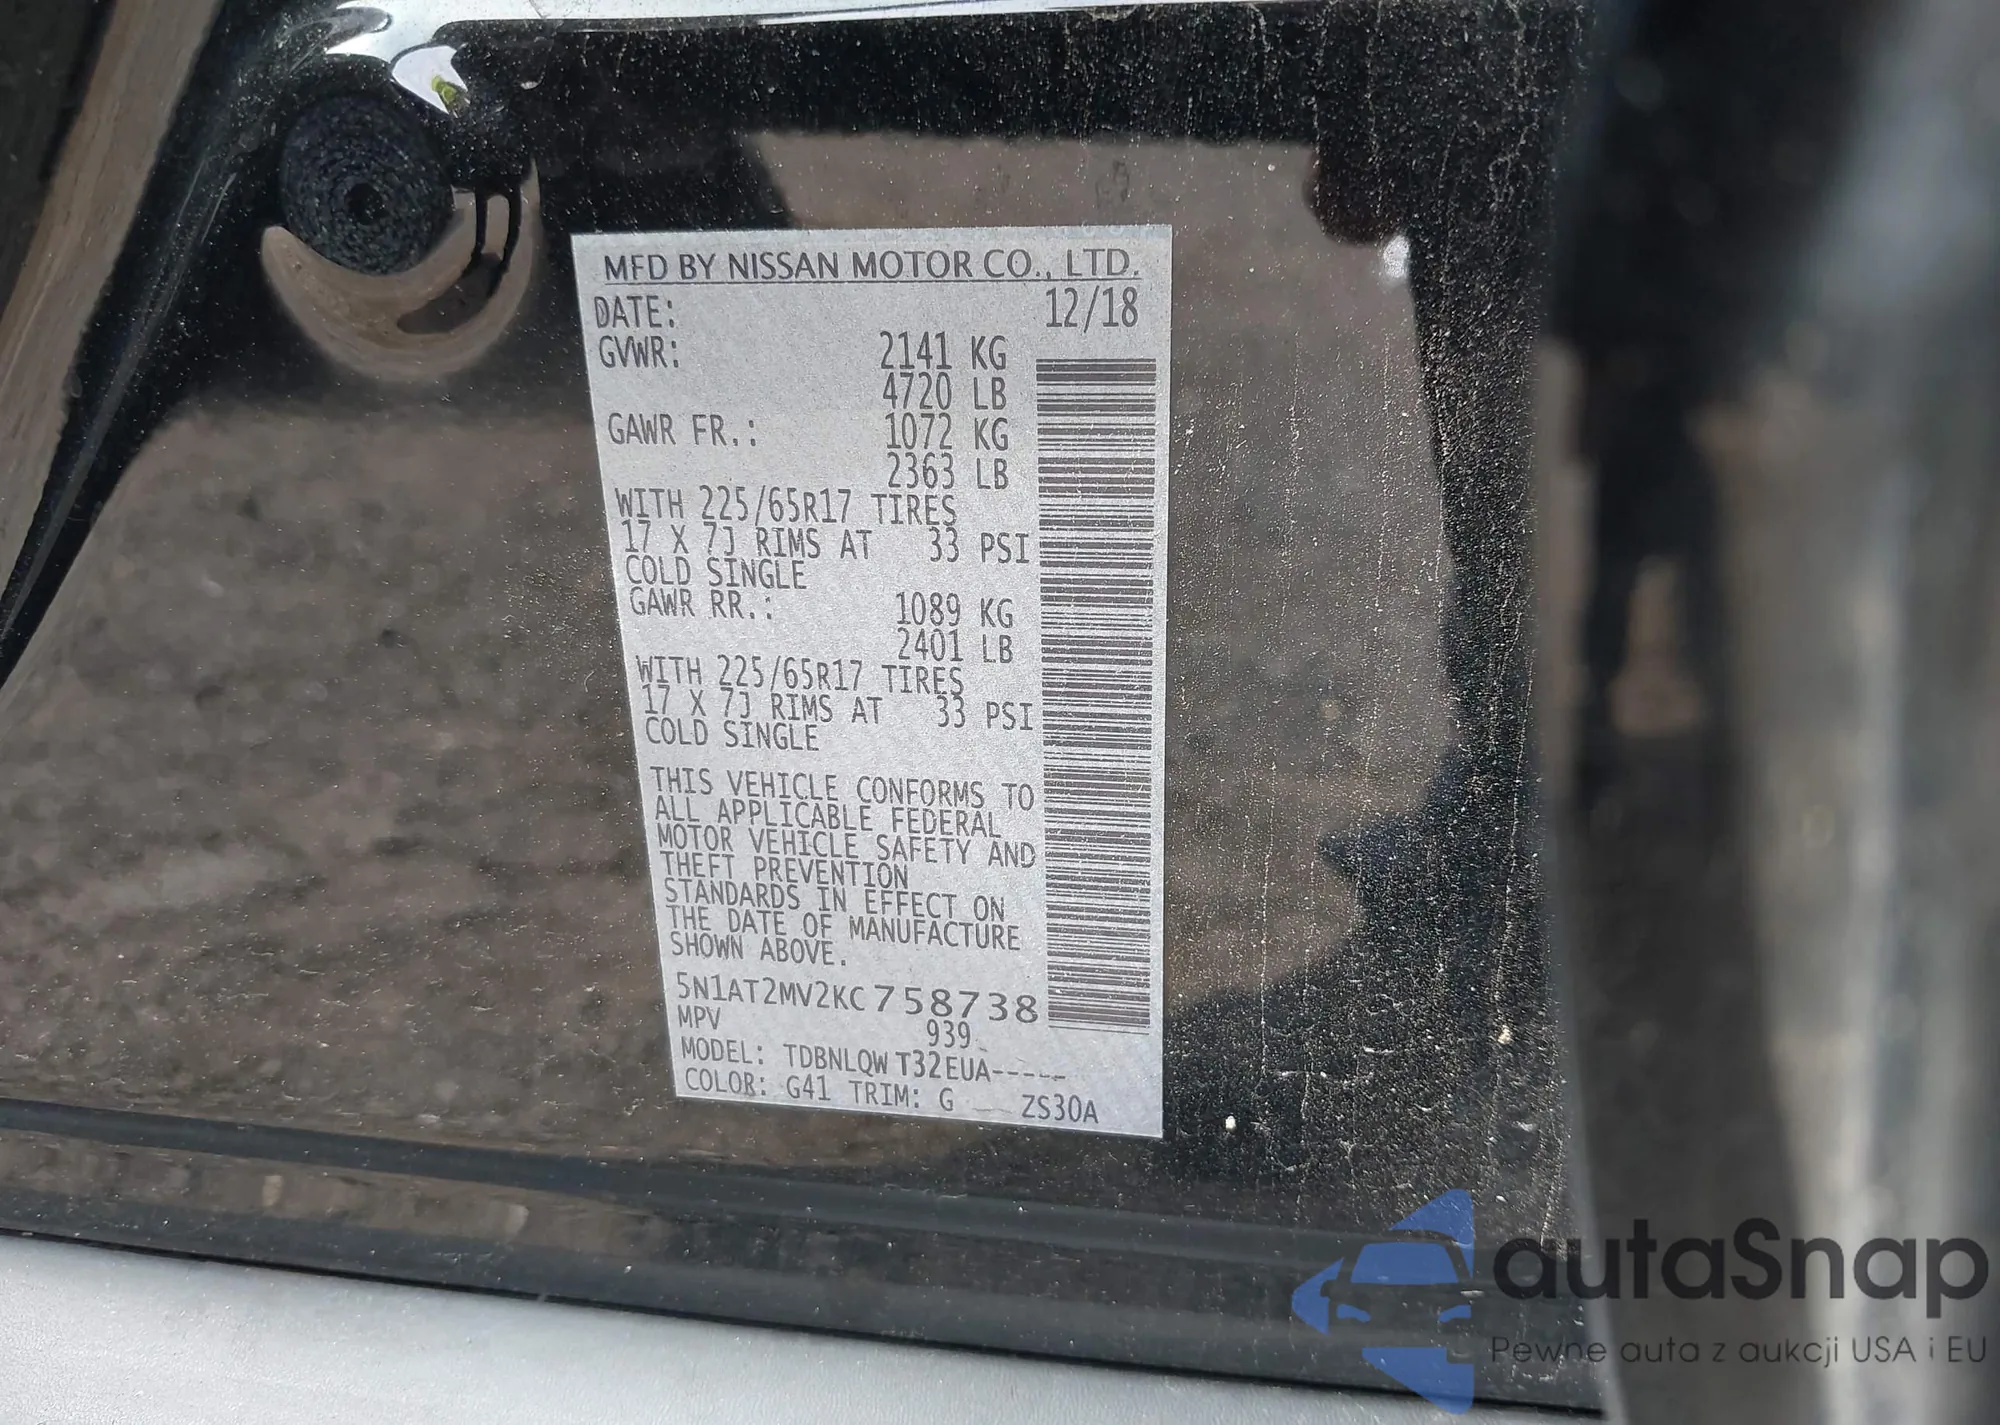 MFD BY NISSAN MOTOR CO., LTD.
DATE: 12/18
GVWR: 2141 KG
4720 LB
GAWR FR.: 1072 KG
2363 LB
WITH 225/65R17 TIRES
17 X 7J RIMS AT 33 PSI
COLD SINGLE
GAWR RR.: 1089 KG
2401 LB
WITH 225/65R17 TIRES
17 X 7J RIMS AT 33 PSI
COLD SINGLE
THIS VEHICLE CONFORMS TO
ALL APPLICABLE FEDERAL
MOTOR VEHICLE SAFETY AND
THEFT PREVENTION
STANDARDS IN EFFECT ON
THE DATE OF MANUFACTURE
SHOWN ABOVE.
5N1AT2MV2KC758738
MPV 939
MODEL: TDBNLQW T32EUA-----
COLOR: G41 TRIM: G ZS30A
autaSnap
Pewne auta z aukcji USA i EU